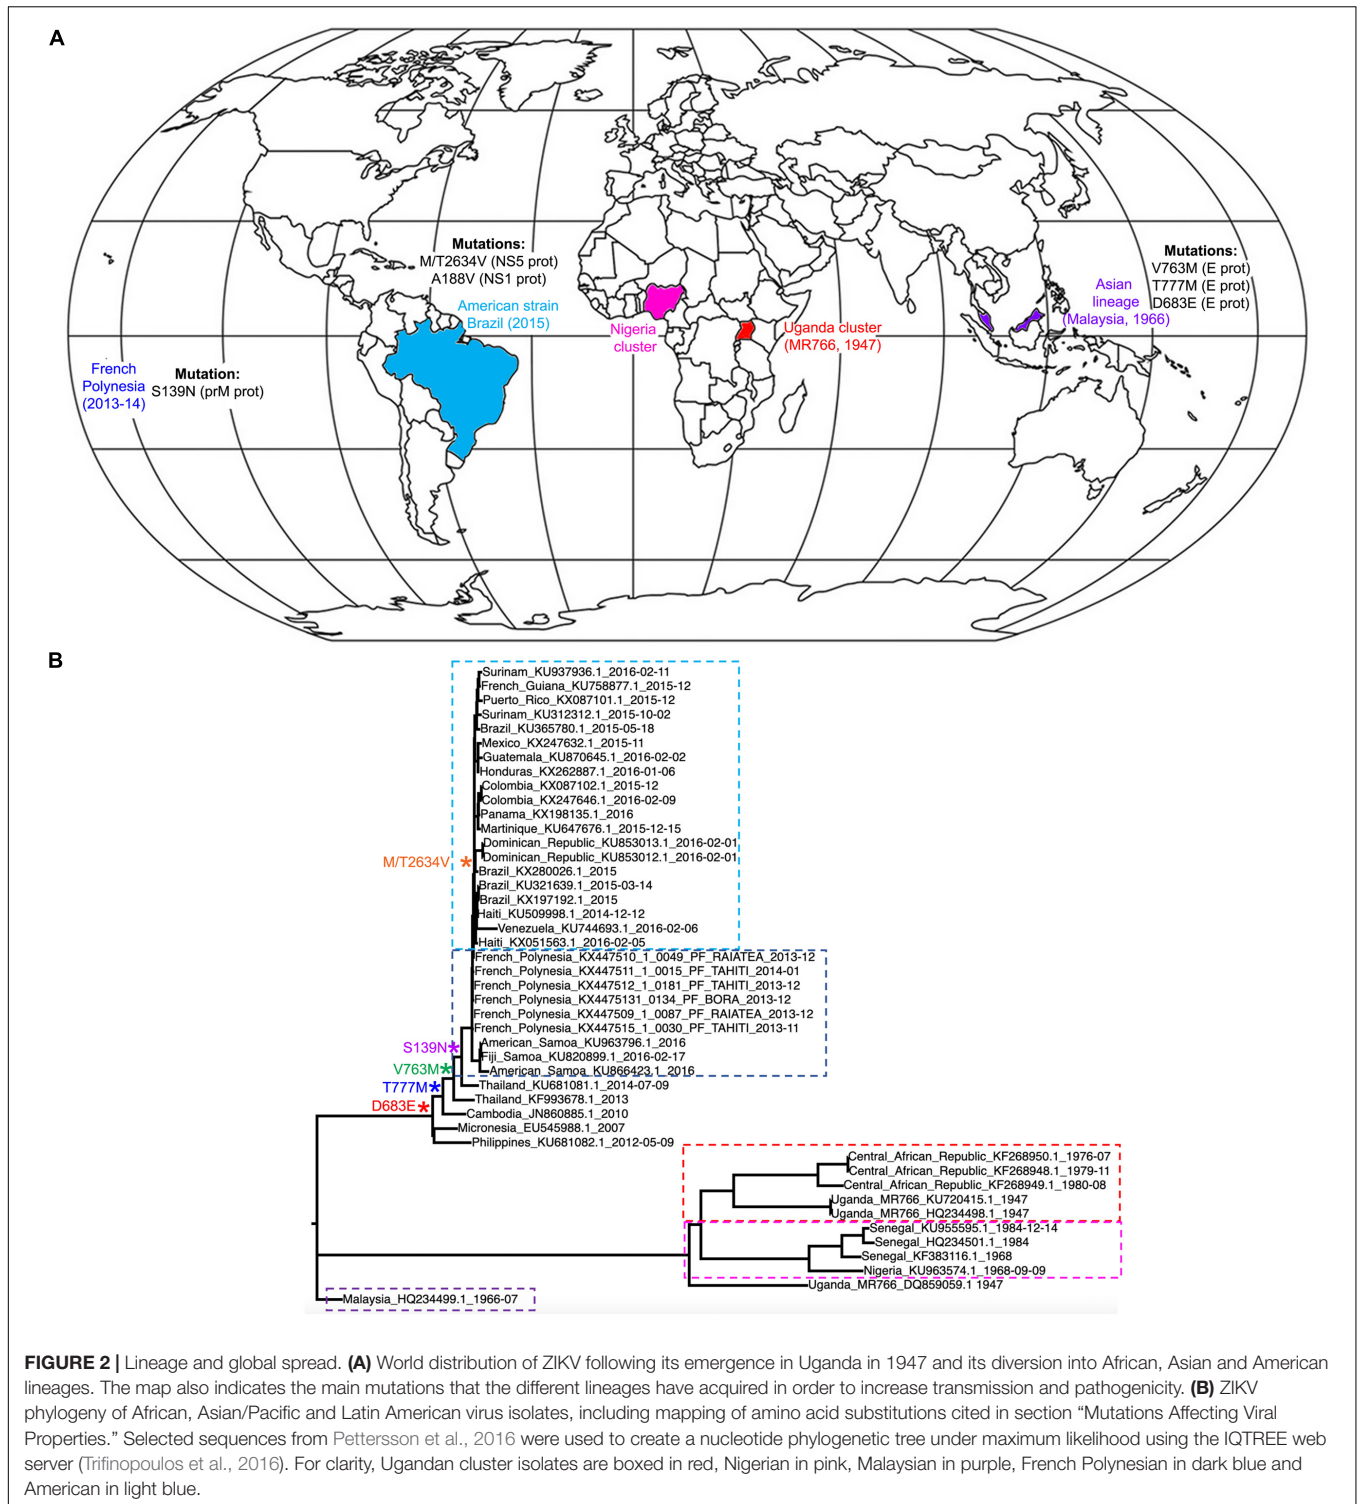 A
Mutations:
M/T2634V (NS5 prot)
A188V (NS1 prot)
American strain
Brazil (2015)
Nigeria
cluster
Uganda cluster
(MR766, 1947)
Mutations:
V763M (E prot)
T777M (E prot)
D683E (E prot)
Asian
lineage
(Malaysia, 1966)
French
Polynesia
(2013-14)
Mutation:
S139N (prM prot)
B
Surinam_KU937936.1_2016-02-11
French_Guiana_KU758877.1_2015-12
Puerto_Rico_KX087101.1_2015-12
Surinam_KU312312.1_2015-10-02
Brazil_KU365780.1_2015-05-18
Mexico_KX247632.1_2015-11
Guatemala_KU870645.1_2016-02-02
Honduras_KX262887.1_2016-01-06
Colombia_KX087102.1_2015-12
Colombia_KX247646.1_2016-02-09
Panama_KX198135.1_2016
Martinique_KU647676.1_2015-12-15
Dominican_Republic_KU853013.1_2016-02-01
Dominican_Republic_KU853012.1_2016-02-01
M/T2634V *
Brazil_KX280026.1_2015
Brazil_KU321639.1_2015-03-14
Brazil_KX197192.1_2015
Haiti_KU509998.1_2014-12-12
Venezuela_KU744693.1_2016-02-06
Haiti_KX051563.1_2016-02-05
French_Polynesia_KX447510_1_0049_PF_RAIATEA_2013-12
French_Polynesia_KX447511_1_0015_PF_TAHITI_2014-01
French_Polynesia_KX447512_1_0181_PF_TAHITI_2013-12
French_Polynesia_KX4475131_0134_PF_BORA_2013-12
French_Polynesia_KX447509_1_0087_PF_RAIATEA_2013-12
French_Polynesia_KX447515_1_0030_PF_TAHITI_2013-11
American_Samoa_KU963796.1_2016
S139N*
Fiji_Samoa_KU820899.1_2016-02-17
V763M*
American_Samoa_KU866423.1_2016
T777M*
Thailand_KU681081.1_2014-07-09
Thailand_KF993678.1_2013
D683E*
Cambodia_JN860885.1_2010
Micronesia_EU545988.1_2007
Philippines_KU681082.1_2012-05-09
Central_African_Republic_KF268950.1_1976-07
Central_African_Republic_KF268948.1_1979-11
Central_African_Republic_KF268949.1_1980-08
Uganda_MR766_KU720415.1_1947
Uganda_MR766_HQ234498.1_1947
Senegal_KU955595.1_1984-12-14
Senegal_HQ234501.1_1984
Senegal_KF383116.1_1968
Nigeria_KU963574.1_1968-09-09
Uganda_MR766_DQ859059.1 1947
Malaysia_HQ234499.1_1966-07
FIGURE 2 | Lineage and global spread. (A) World distribution of ZIKV following its emergence in Uganda in 1947 and its diversion into African, Asian and American
lineages. The map also indicates the main mutations that the different lineages have acquired in order to increase transmission and pathogenicity. (B) ZIKV
phylogeny of African, Asian/Pacific and Latin American virus isolates, including mapping of amino acid substitutions cited in section “Mutations Affecting Viral
Properties.” Selected sequences from Pettersson et al., 2016 were used to create a nucleotide phylogenetic tree under maximum likelihood using the IQTREE web
server (Trifinopoulos et al., 2016). For clarity, Ugandan cluster isolates are boxed in red, Nigerian in pink, Malaysian in purple, French Polynesian in dark blue and
American in light blue.